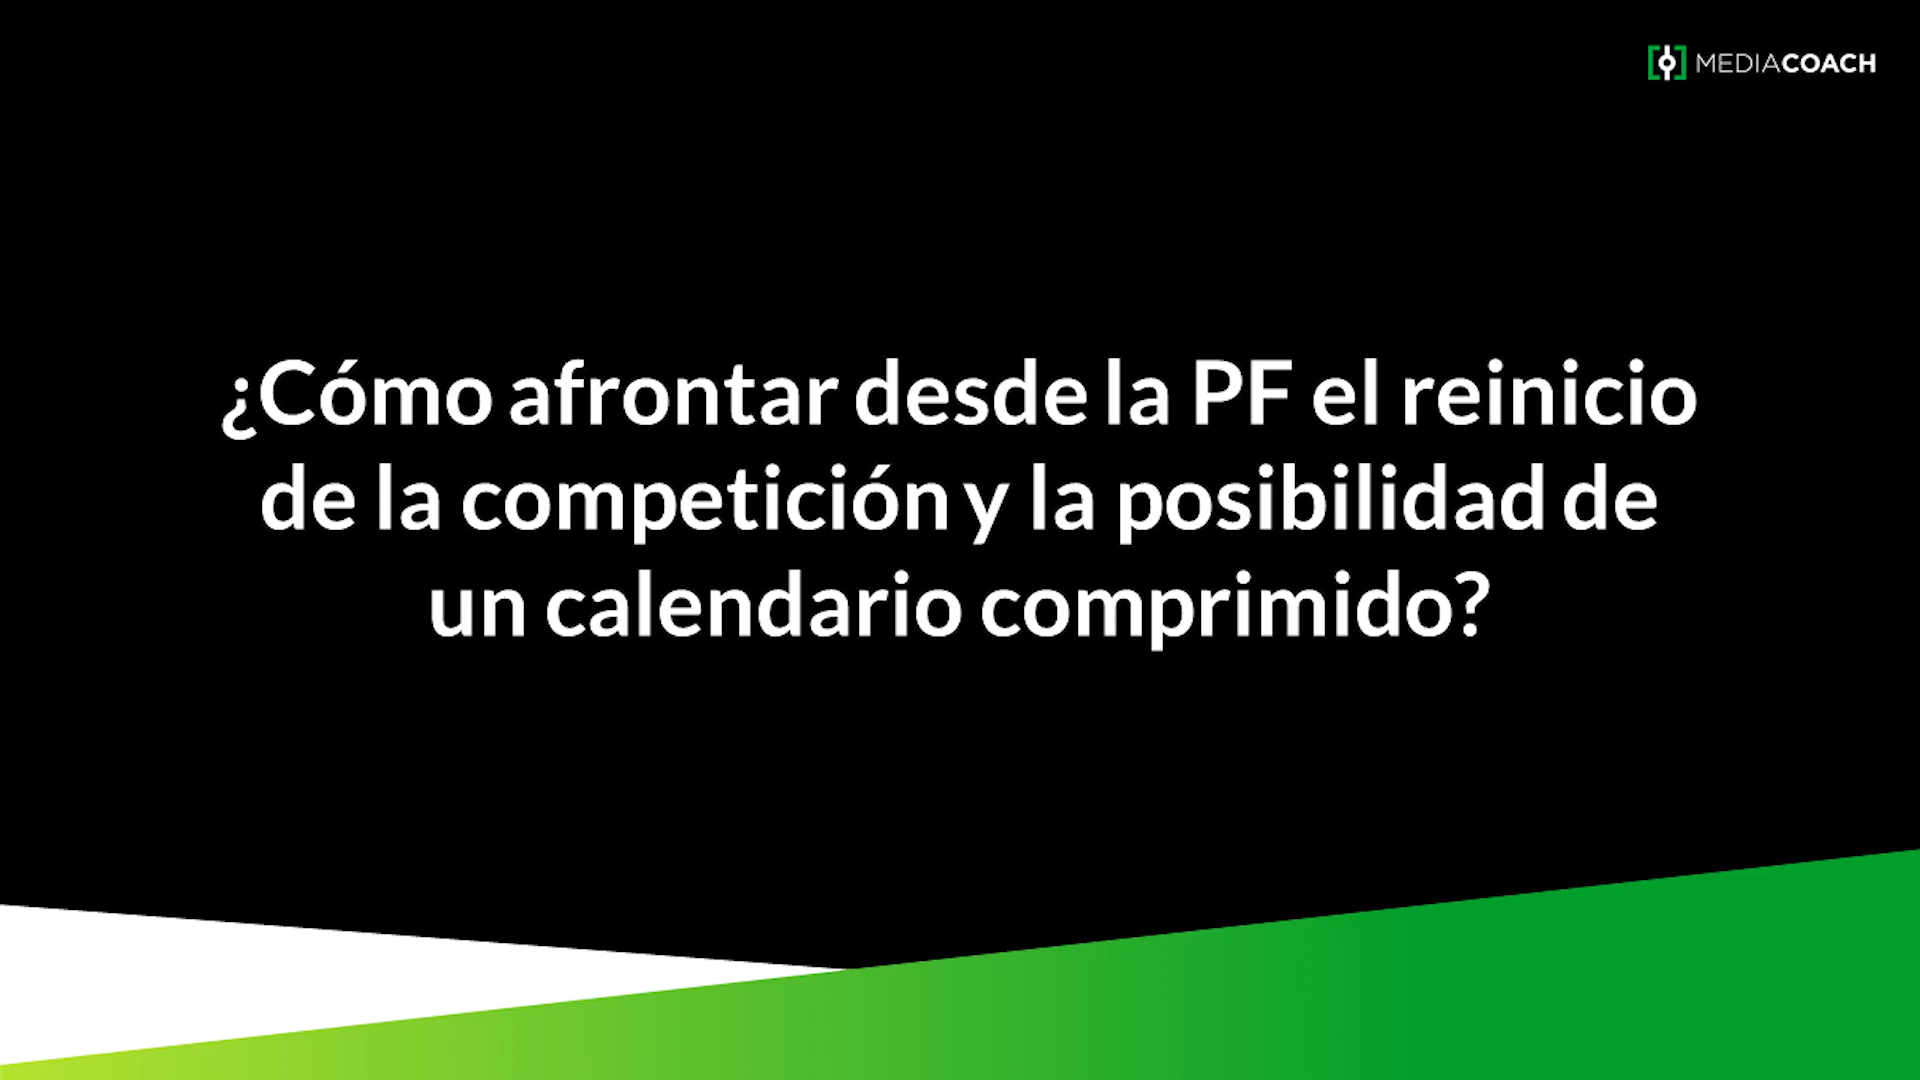 MEDIACOACH
¿Cómo afrontar desde la PF el reinicio
de la competición y la posibilidad de
un calendario comprimido?